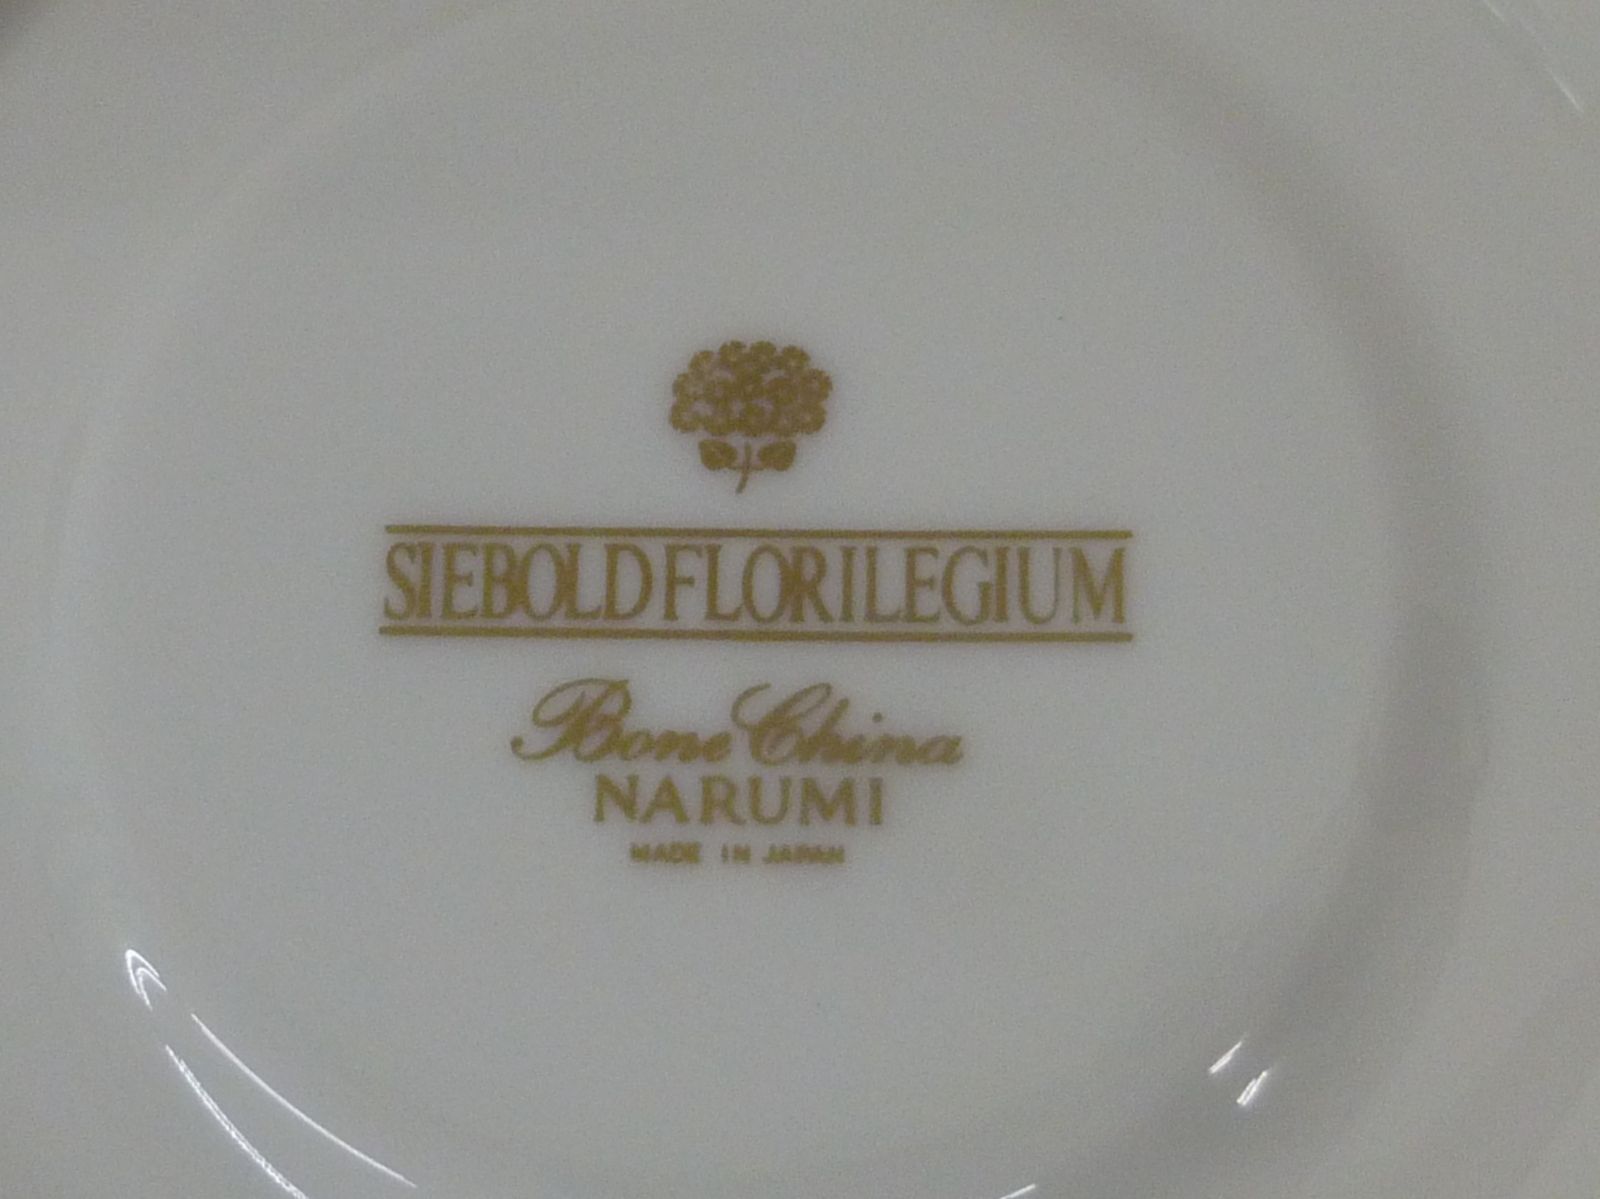 SIEBOLD FLORILEGIUM
Bone China
NARUMI
MADE IN JAPAN